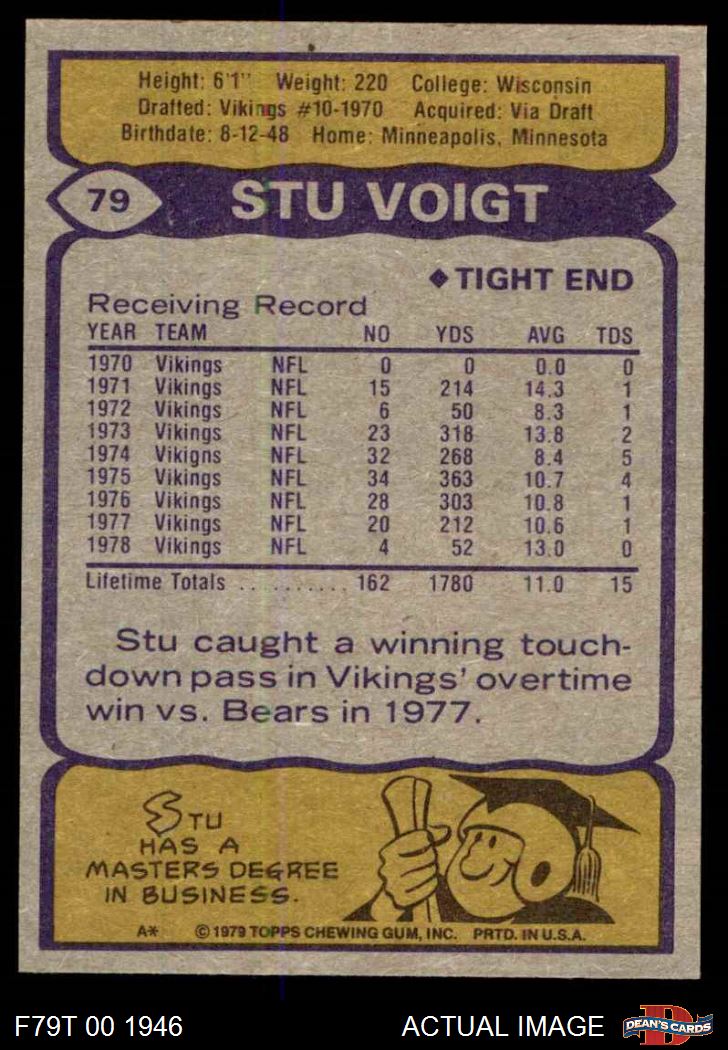 Height: 6'1" Weight: 220 College: Wisconsin
Drafted: Vikings #10-1970 Acquired: Via Draft
Birthdate: 8-12-48 Home: Minneapolis, Minnesota
79 STU VOIGT
◆ TIGHT END
Receiving Record
YEAR TEAM NO YDS AVG TDS
1970 Vikings NFL 0 0 0.0 0
1971 Vikings NFL 15 214 14.3 1
1972 Vikings NFL 6 50 8.3 1
1973 Vikings NFL 23 318 13.8 2
1974 Vikigns NFL 32 268 8.4 5
1975 Vikings NFL 34 363 10.7 4
1976 Vikings NFL 28 303 10.8 1
1977 Vikings NFL 20 212 10.6 1
1978 Vikings NFL 4 52 13.0 0
Lifetime Totals .......... 162 1780 11.0 15
Stu caught a winning touch-
down pass in Vikings' overtime
win vs. Bears in 1977.
STU
HAS A
MASTERS DEGREE
IN BUSINESS.
A* © 1979 TOPPS CHEWING GUM, INC. PRTD. IN U.S.A.
F79T 00 1946 ACTUAL IMAGE D DEAN'S CARDS